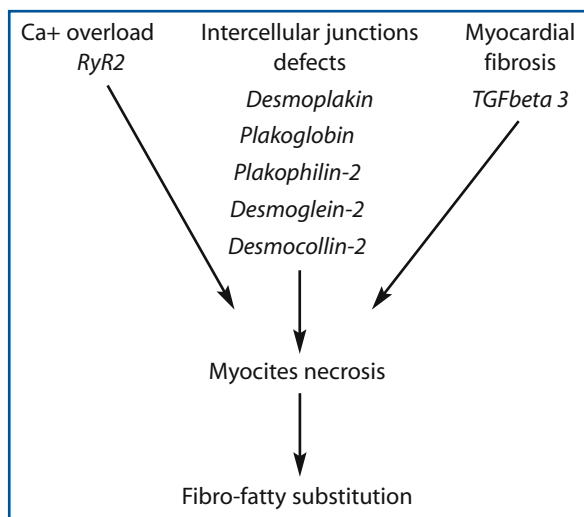 Ca+ overload
RyR2
Intercellular junctions
defects
Desmoplakin
Plakoglobin
Plakophilin-2
Desmoglein-2
Desmocollin-2
Myocardial
fibrosis
TGFbeta 3
Myocites necrosis
Fibro-fatty substitution